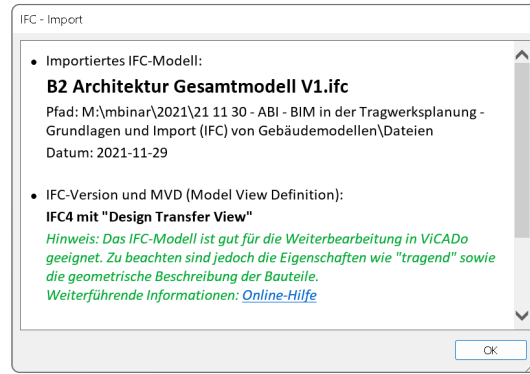 IFC - Import
• Importiertes IFC-Modell:
B2 Architektur Gesamtmodell V1.ifc
Pfad: M:\mbinar\2021\21 11 30 - ABI - BIM in der Tragwerksplanung -
Grundlagen und Import (IFC) von Gebäudemodellen\Dateien
Datum: 2021-11-29
• IFC-Version und MVD (Model View Definition):
IFC4 mit "Design Transfer View"
Hinweis: Das IFC-Modell ist gut für die Weiterbearbeitung in ViCADo
geeignet. Zu beachten sind jedoch die Eigenschaften wie "tragend" sowie
die geometrische Beschreibung der Bauteile.
Weiterführende Informationen: Online-Hilfe
OK